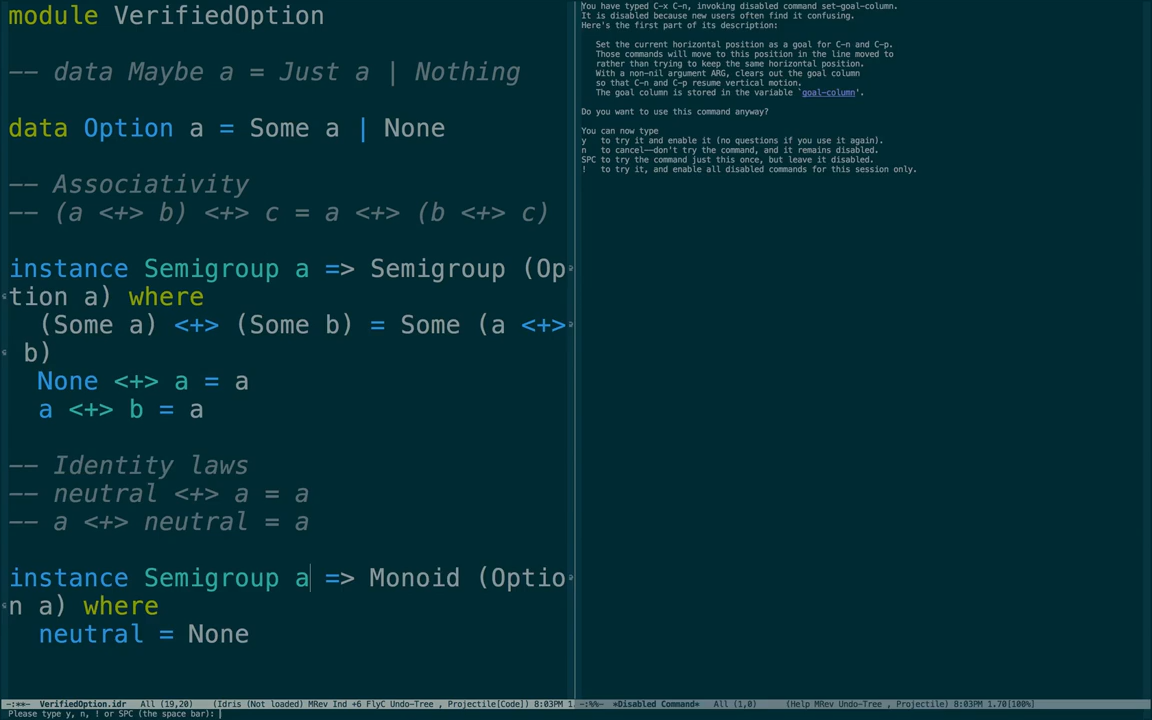 module VerifiedOption
-- data Maybe a = Just a | Nothing
data Option a = Some a | None
-- Associativity
-- (a <+> b) <+> c = a <+> (b <+> c)
instance Semigroup a => Semigroup (Op
tion a) where
(Some a) <+> (Some b) = Some (a <+>
b)
None <+> a = a
a <+> b = a
-- Identity laws
-- neutral <+> a = a
-- a <+> neutral = a
instance Semigroup a => Monoid (Optio
n a) where
neutral = None
-:**- VerifiedOption.idr All (19,20) (Idris (Not loaded) MRev Ind +6 FlyC Undo-Tree , Projectile[Code]) 8:03PM 1.
Please type y, n, ! or SPC (the space bar):
You have typed C-x C-n, invoking disabled command set-goal-column.
It is disabled because new users often find it confusing.
Here's the first part of its description:
Set the current horizontal position as a goal for C-n and C-p.
Those commands will move to this position in the line moved to
rather than trying to keep the same horizontal position.
With a non-nil argument ARG, clears out the goal column
so that C-n and C-p resume vertical motion.
The goal column is stored in the variable `goal-column'.
Do you want to use this command anyway?
You can now type
y to try it and enable it (no questions if you use it again).
n to cancel--don't try the command, and it remains disabled.
SPC to try the command just this once, but leave it disabled.
! to try it, and enable all disabled commands for this session only.
-:%%- *Disabled Command* All (1,0) (Help MRev Undo-Tree , Projectile) 8:03PM 1.70[100%]